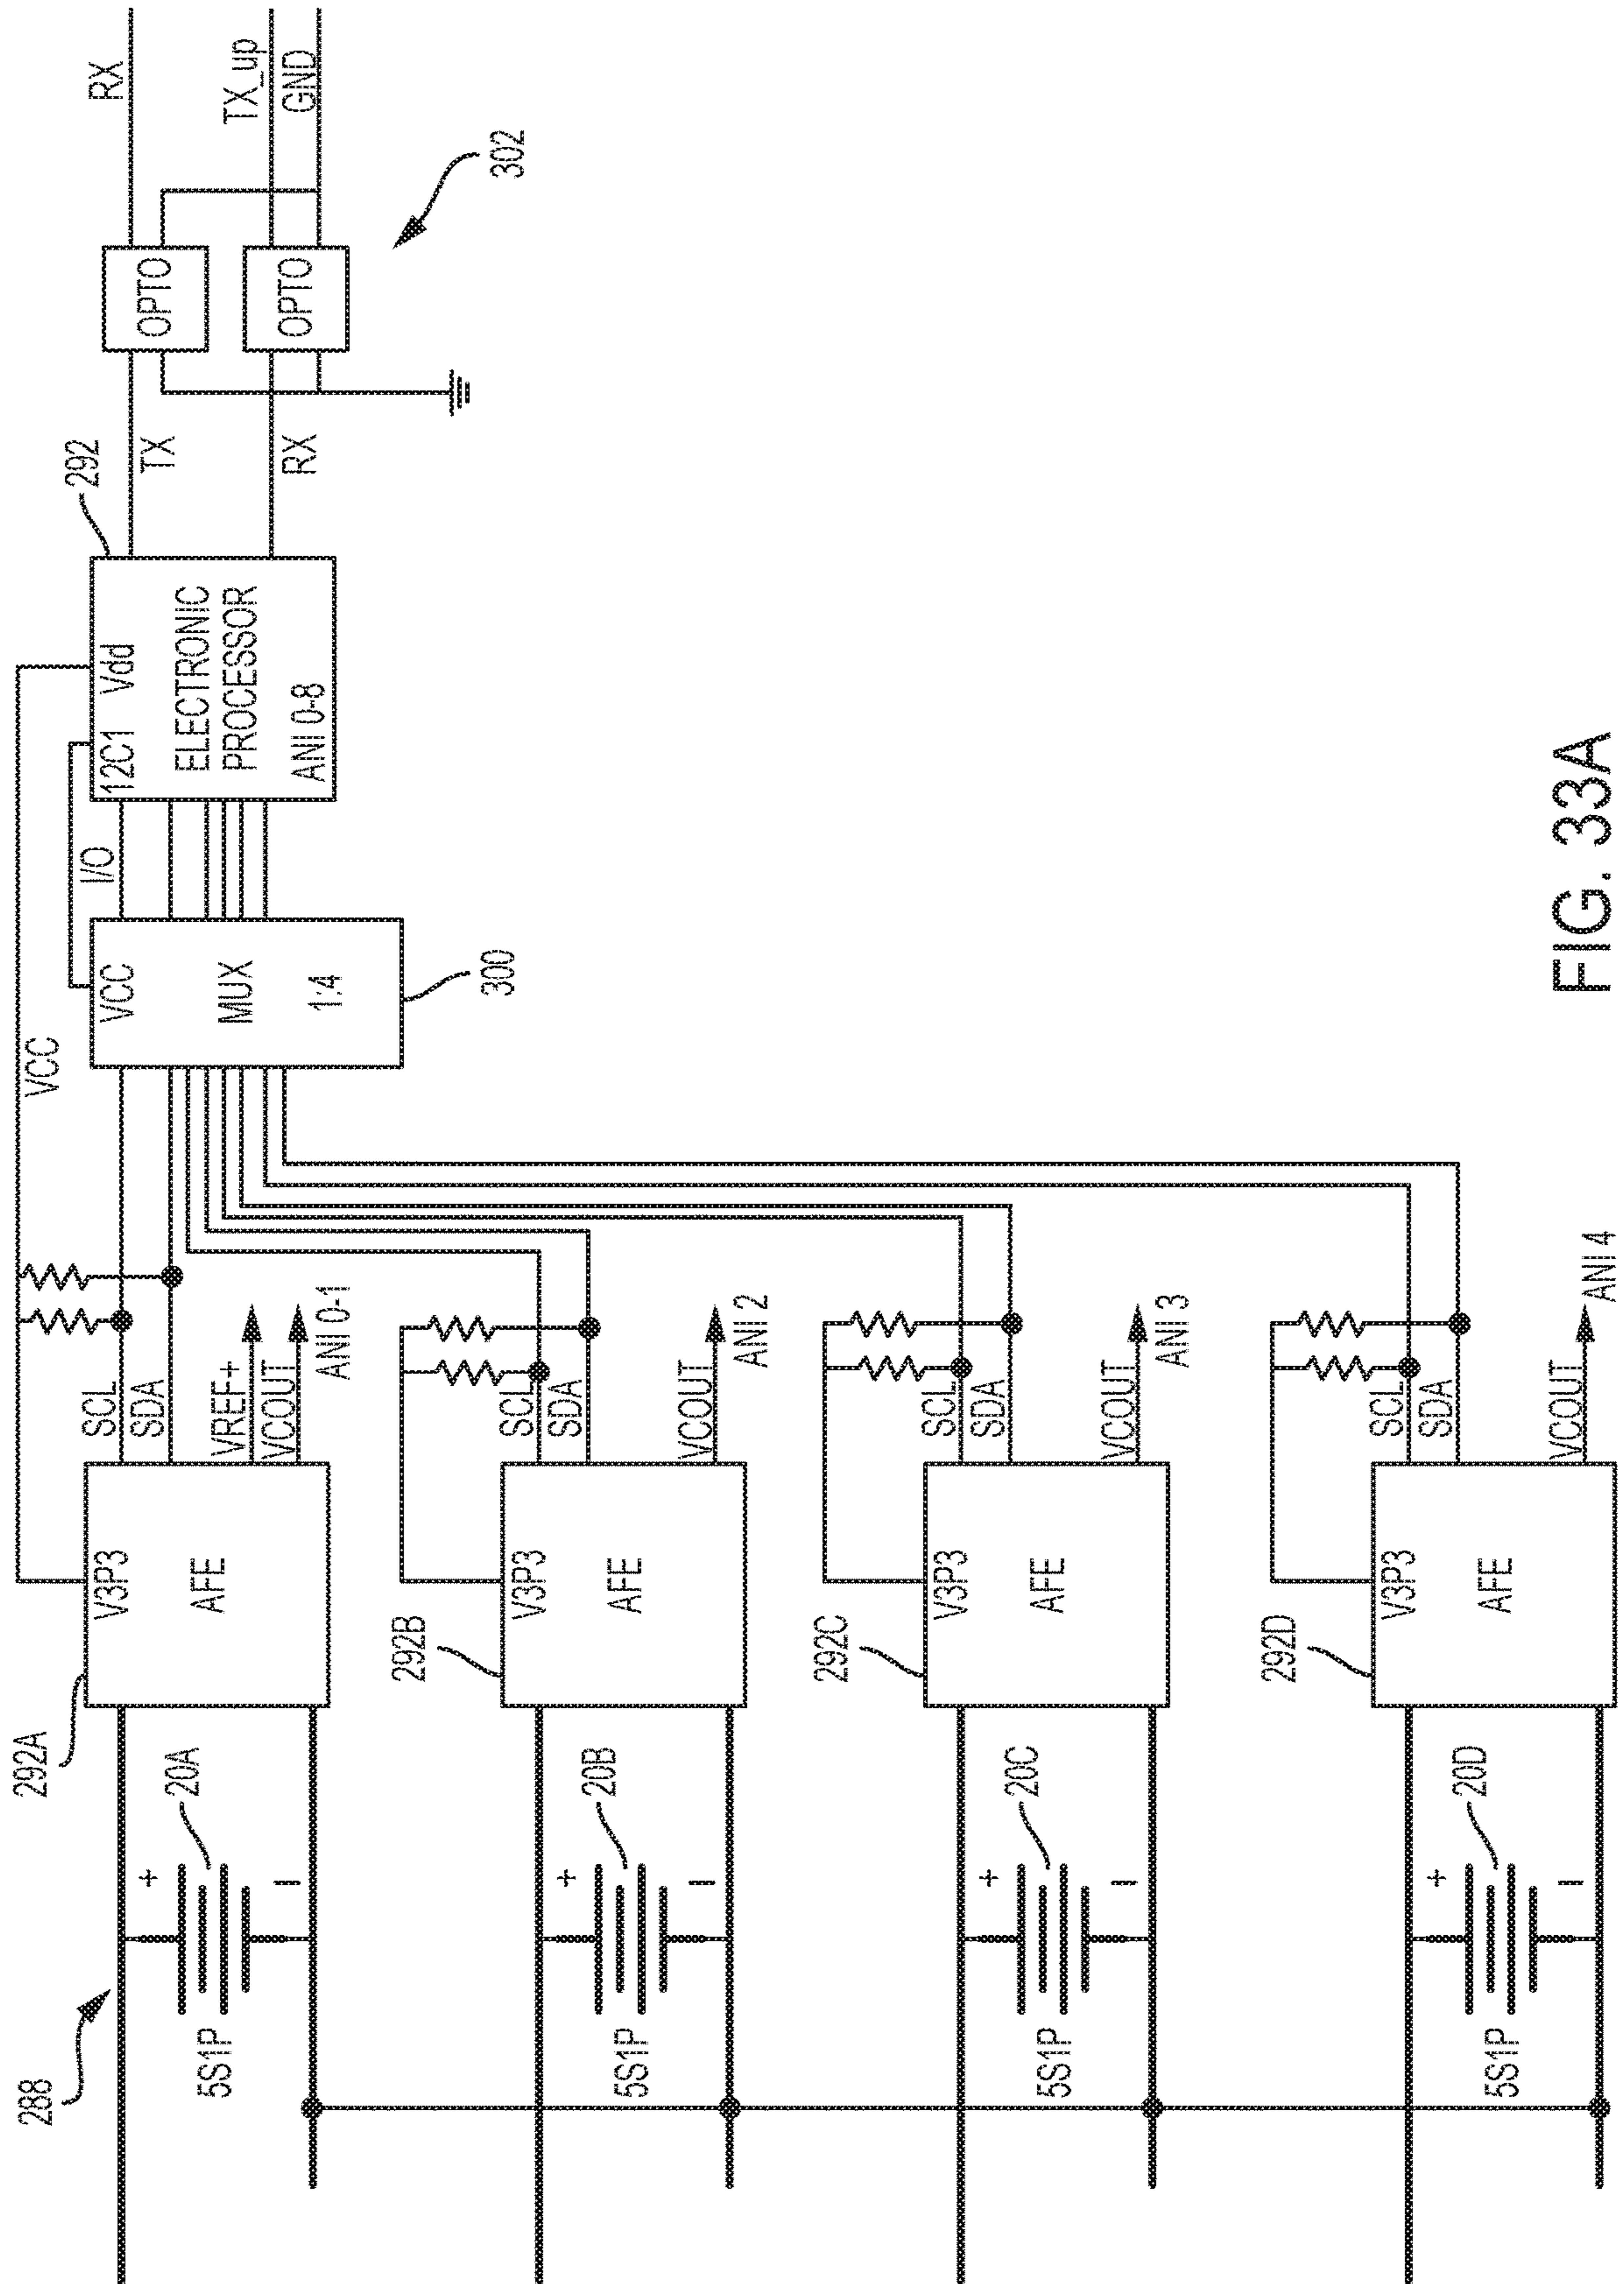 288
5S1P
+
–
20A
292A
V3P3
AFE
SCL
SDA
VREF+
VCOUT
ANI 0-1
VCC
5S1P
+
–
20B
292B
V3P3
AFE
SCL
SDA
VCOUT
ANI 2
5S1P
+
–
20C
292C
V3P3
AFE
SCL
SDA
VCOUT
ANI 3
5S1P
+
–
20D
292D
V3P3
AFE
SCL
SDA
VCOUT
ANI 4
VCC
MUX
1:4
300
I/O
12C1 Vdd
ELECTRONIC
PROCESSOR
ANI 0-8
292
TX
RX
OPTO
OPTO
302
RX
TX_up
GND
FIG. 33A